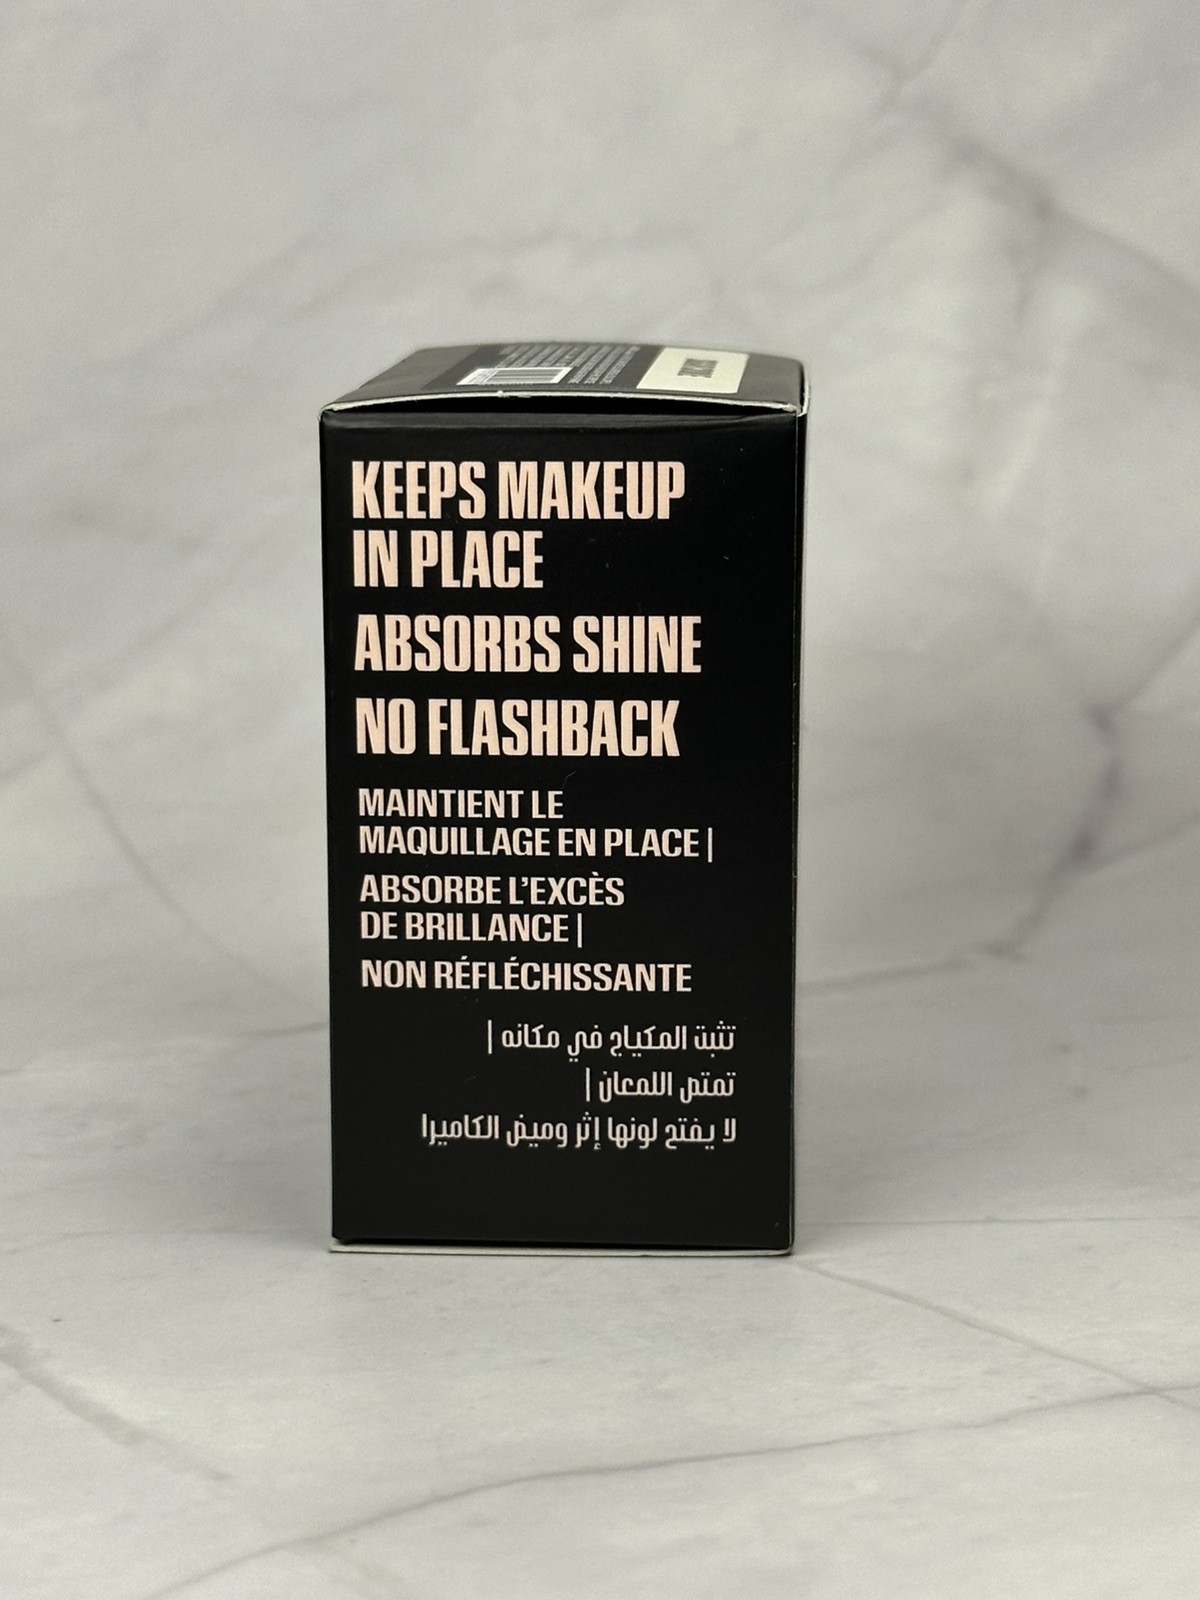 KEEPS MAKEUP
IN PLACE
ABSORBS SHINE
NO FLASHBACK
MAINTIENT LE
MAQUILLAGE EN PLACE |
ABSORBE L'EXCÈS
DE BRILLANCE |
NON RÉFLÉCHISSANTE
تثبت المكياج في مكانه |
تمتص اللمعان |
لا يفتح لونها إثر وميض الكاميرا